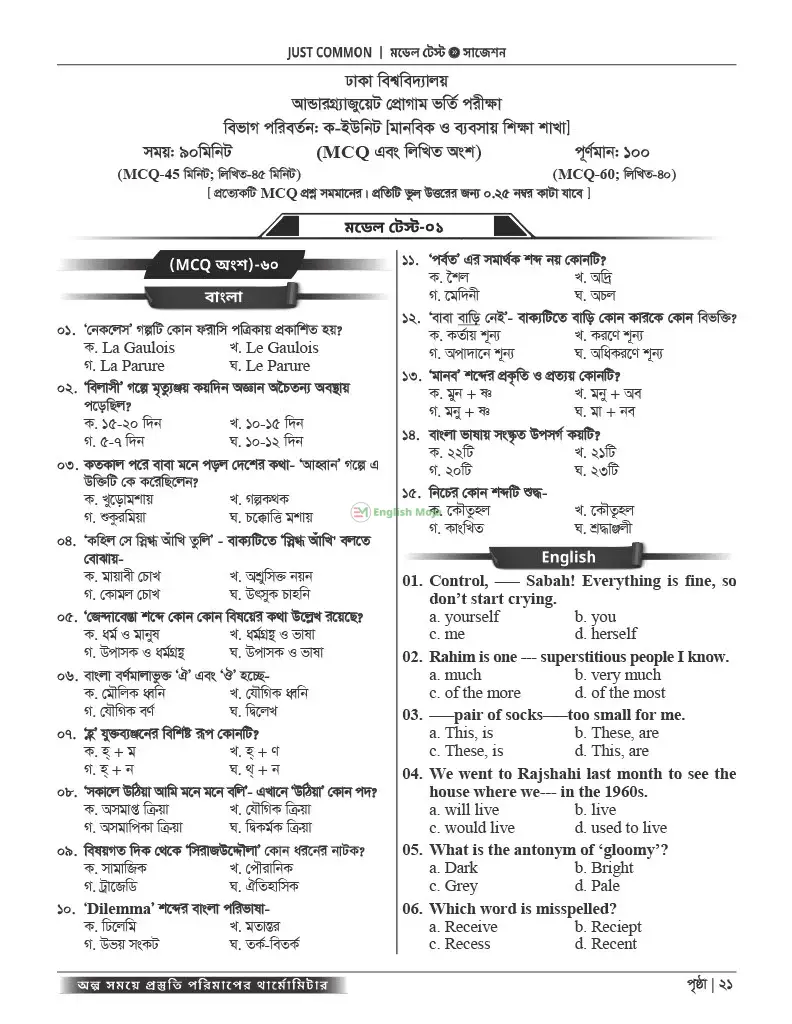 JUST COMMON | মডেল টেস্ট » সাজেশন
ঢাকা বিশ্ববিদ্যালয়
আন্ডারগ্র্যাজুয়েট প্রোগাম ভর্তি পরীক্ষা
বিভাগ পরিবর্তন: ক-ইউনিট [মানবিক ও ব্যবসায় শিক্ষা শাখা]
সময়: ৯০মিনিট (MCQ এবং লিখিত অংশ) পূর্ণমান: ১০০
(MCQ-45 মিনিট; লিখিত-৪৫ মিনিট) (MCQ-60; লিখিত-৪০)
[ প্রত্যেকটি MCQ প্রশ্ন সমমানের। প্রতিটি ভুল উত্তরের জন্য ০.২৫ নম্বর কাটা যাবে ]
মডেল টেস্ট-০১
(MCQ অংশ)-৬০
বাংলা
০১. ‘নেকলেস’ গল্পটি কোন ফরাসি পত্রিকায় প্রকাশিত হয়?
ক. La Gaulois খ. Le Gaulois
গ. La Parure ঘ. Le Parure
০২. ‘বিলাসী’ গল্পে মৃত্যুঞ্জয় কয়দিন অজ্ঞান অচৈতন্য অবস্থায়
পড়েছিল?
ক. ১৫-২০ দিন খ. ১০-১৫ দিন
গ. ৫-৭ দিন ঘ. ১০-১২ দিন
০৩. কতকাল পরে বাবা মনে পড়ল দেশের কথা- ‘আহ্বান’ গল্পে এ
উক্তিটি কে করেছিলেন?
ক. খুড়োমশায় খ. গল্পকথক
গ. শুকুরমিয়া ঘ. চক্কোত্তি মশায়
০৪. ‘কহিল সে স্নিগ্ধ আঁখি তুলি’ - বাক্যটিতে ‘স্নিগ্ধ আঁখি’ বলতে
বোঝায়-
ক. মায়াবী চোখ খ. অশ্রুসিক্ত নয়ন
গ. কোমল চোখ ঘ. উৎসুক চাহনি
০৫. ‘জেন্দাবেস্তা শব্দে কোন কোন বিষয়ের কথা উল্লেখ রয়েছে?
ক. ধর্ম ও মানুষ খ. ধর্মগ্রন্থ ও ভাষা
গ. উপাসক ও ধর্মগ্রন্থ ঘ. উপাসক ও ভাষা
০৬. বাংলা বর্ণমালাভুক্ত ‘ঐ’ এবং ‘ঔ’ হচ্ছে-
ক. মৌলিক ধ্বনি খ. যৌগিক ধ্বনি
গ. যৌগিক বর্ণ ঘ. দ্বিলেখ
০৭. ‘হ্ন’ যুক্তব্যঞ্জনের বিশিষ্ট রূপ কোনটি?
ক. হ্ + ম খ. হ্ + ণ
গ. হ্ + ন ঘ. থ্ + ন
০৮. ‘সকালে উঠিয়া আমি মনে মনে বলি’- এখানে ‘উঠিয়া’ কোন পদ?
ক. অসমাপ্ত ক্রিয়া খ. যৌগিক ক্রিয়া
গ. অসমাপিকা ক্রিয়া ঘ. দ্বিকর্মক ক্রিয়া
০৯. বিষয়গত দিক থেকে ‘সিরাজউদ্দৌলা’ কোন ধরনের নাটক?
ক. সামাজিক খ. পৌরানিক
গ. ট্রাজেডি ঘ. ঐতিহাসিক
১০. ‘Dilemma’ শব্দের বাংলা পরিভাষা-
ক. ঢিলেমি খ. মতান্তর
গ. উভয় সংকট ঘ. তর্ক-বিতর্ক
১১. ‘পর্বত’ এর সমার্থক শব্দ নয় কোনটি?
ক. শৈল খ. অদ্রি
গ. মেদিনী ঘ. অচল
১২. ‘বাবা বাড়ি নেই’- বাক্যটিতে বাড়ি কোন কারকে কোন বিভক্তি?
ক. কর্তায় শূন্য খ. করণে শূন্য
গ. অপাদানে শূন্য ঘ. অধিকরণে শূন্য
১৩. ‘মানব’ শব্দের প্রকৃতি ও প্রত্যয় কোনটি?
ক. মুন + ষ্ণ খ. মনু + অব
গ. মনু + ষ্ণ ঘ. মা + নব
১৪. বাংলা ভাষায় সংস্কৃত উপসর্গ কয়টি?
ক. ২২টি খ. ২১টি
গ. ২০টি ঘ. ২৩টি
১৫. নিচের কোন শব্দটি শুদ্ধ-
ক. কৌতুহল খ. কৌতূহল
গ. কাংখিত ঘ. শ্রদ্ধাঞ্জলী
English Moja
English
01. Control, —– Sabah! Everything is fine, so
don’t start crying.
a. yourself b. you
c. me d. herself
02. Rahim is one --- superstitious people I know.
a. much b. very much
c. of the more d. of the most
03. —–pair of socks—–too small for me.
a. This, is b. These, are
c. These, is d. This, are
04. We went to Rajshahi last month to see the
house where we--- in the 1960s.
a. will live b. live
c. would live d. used to live
05. What is the antonym of ‘gloomy’?
a. Dark b. Bright
c. Grey d. Pale
06. Which word is misspelled?
a. Receive b. Reciept
c. Recess d. Recent
অল্প সময়ে প্রস্তুতি পরিমাপের থার্মোমিটার
পৃষ্ঠা | ২১